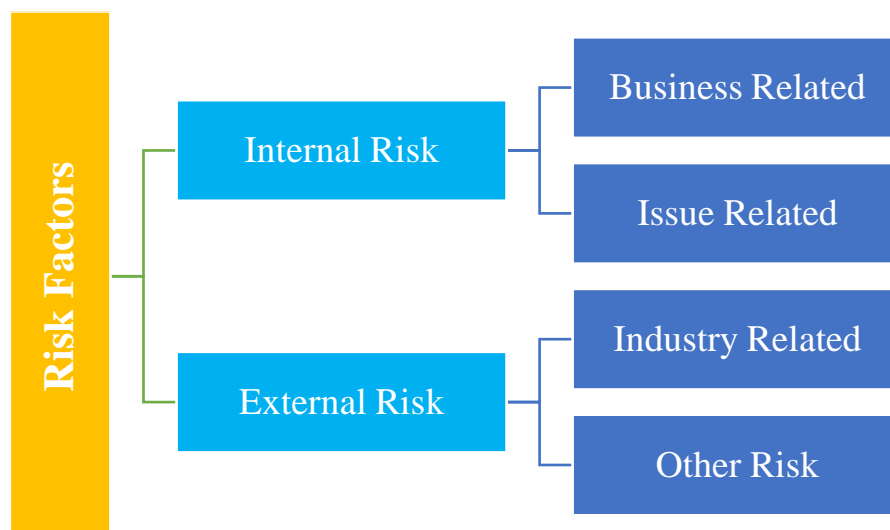 Risk Factors
Internal Risk
Business Related
Issue Related
External Risk
Industry Related
Other Risk